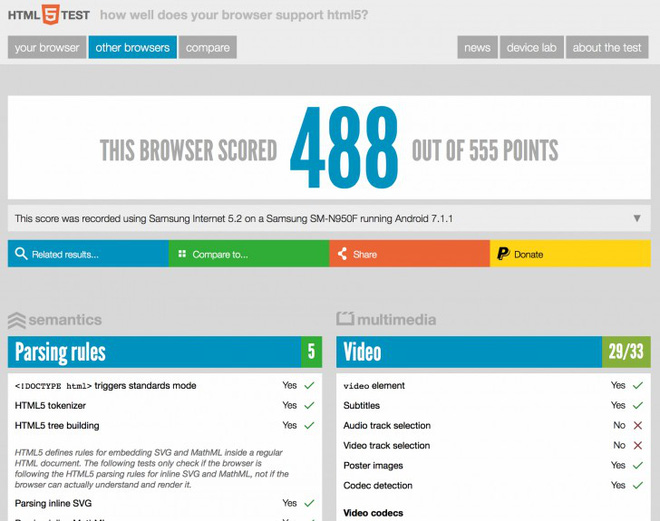 HTML 5 TEST how well does your browser support html5?
your browser other browsers compare news device lab about the test
THIS BROWSER SCORED 488 OUT OF 555 POINTS
This score was recorded using Samsung Internet 5.2 on a Samsung SM-N950F running Android 7.1.1
Related results... Compare to... Share Donate
semantics
Parsing rules 5
<!DOCTYPE html> triggers standards mode Yes
HTML5 tokenizer Yes
HTML5 tree building Yes
HTML5 defines rules for embedding SVG and MathML inside a regular
HTML document. The following tests only check if the browser is
following the HTML5 parsing rules for inline SVG and MathML, not if the
browser can actually understand and render it.
Parsing inline SVG Yes
multimedia
Video 29/33
video element Yes
Subtitles Yes
Audio track selection No
Video track selection No
Poster images Yes
Codec detection Yes
Video codecs